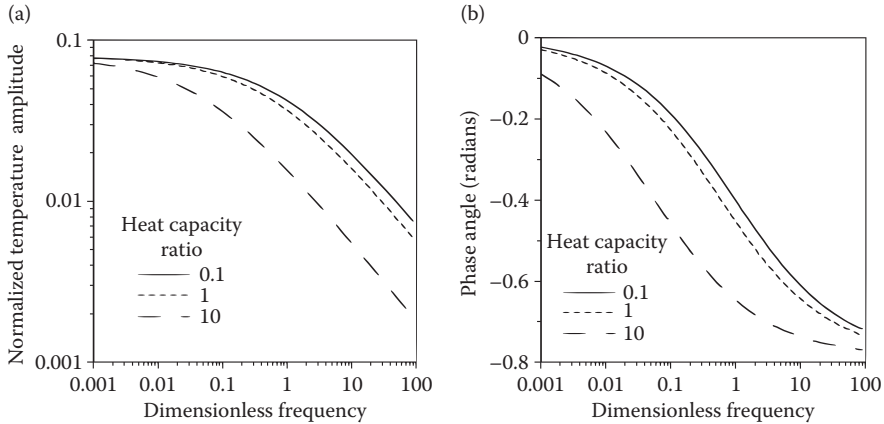 (a)
Normalized temperature amplitude
0.1
0.01
0.001
Heat capacity
ratio
0.1
1
10
0.001 0.01 0.1 1 10 100
Dimensionless frequency
(b)
Phase angle (radians)
0
−0.2
−0.4
−0.6
−0.8
Heat capacity
ratio
0.1
1
10
0.001 0.01 0.1 1 10 100
Dimensionless frequency